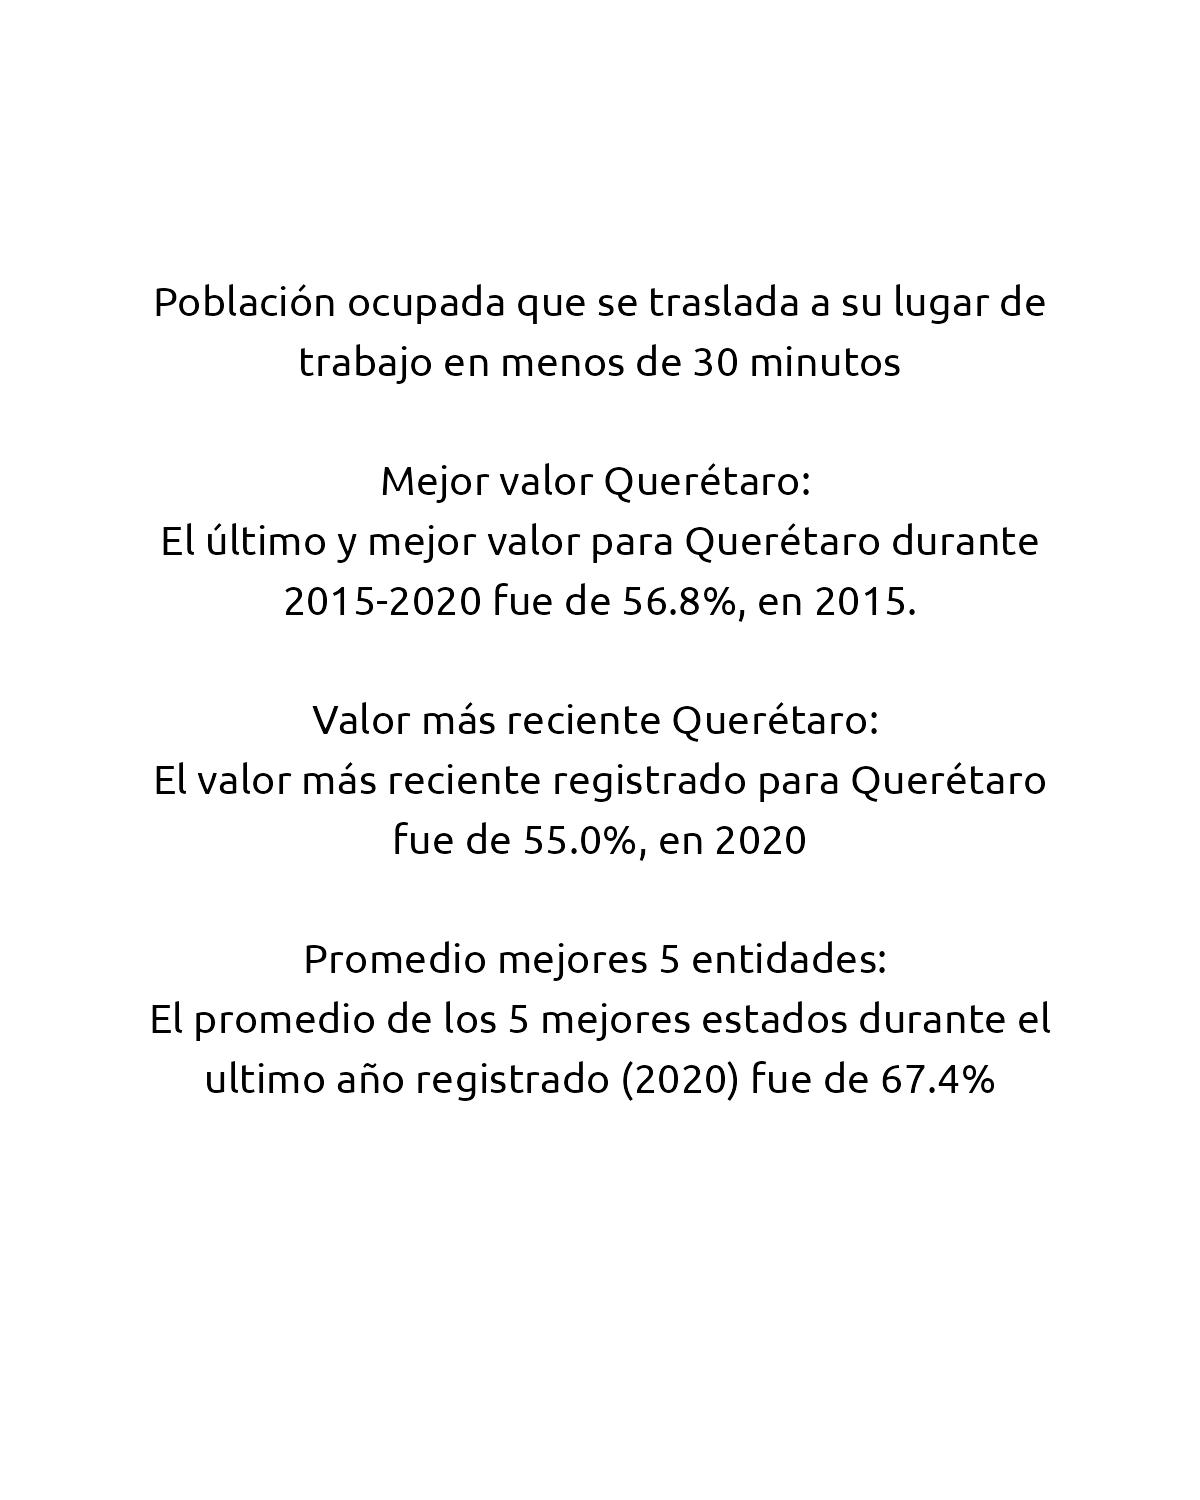 Población ocupada que se traslada a su lugar de
trabajo en menos de 30 minutos
Mejor valor Querétaro:
El último y mejor valor para Querétaro durante
2015-2020 fue de 56.8%, en 2015.
Valor más reciente Querétaro:
El valor más reciente registrado para Querétaro
fue de 55.0%, en 2020
Promedio mejores 5 entidades:
El promedio de los 5 mejores estados durante el
ultimo año registrado (2020) fue de 67.4%